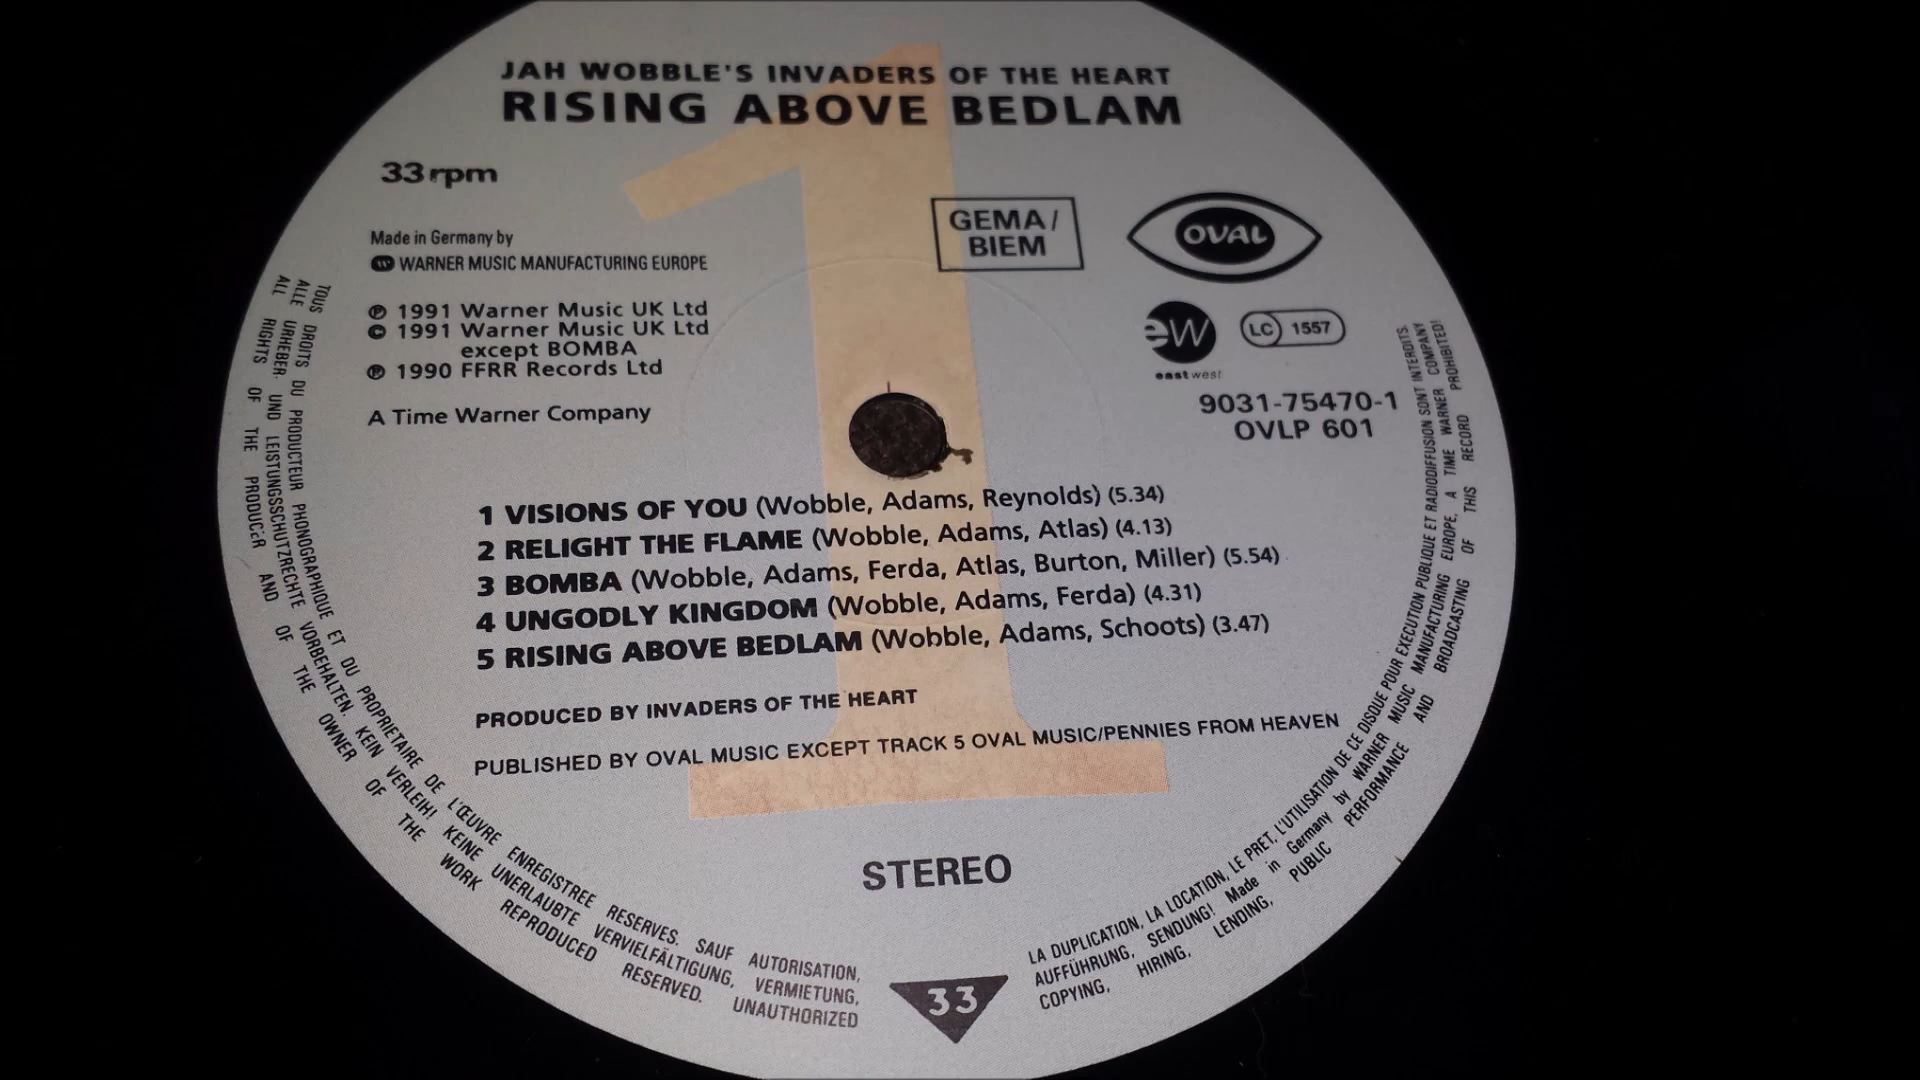 JAH WOBBLE'S INVADERS OF THE HEART
RISING ABOVE BEDLAM
33 rpm
GEMA/
BIEM
OVAL
Made in Germany by
WARNER MUSIC MANUFACTURING EUROPE
℗ 1991 Warner Music UK Ltd
© 1991 Warner Music UK Ltd
except BOMBA
℗ 1990 FFRR Records Ltd
A Time Warner Company
ew
eastwest
LC 1557
9031-75470-1
OVLP 601
1 VISIONS OF YOU (Wobble, Adams, Reynolds) (5.34)
2 RELIGHT THE FLAME (Wobble, Adams, Atlas) (4.13)
3 BOMBA (Wobble, Adams, Ferda, Atlas, Burton, Miller) (5.54)
4 UNGODLY KINGDOM (Wobble, Adams, Ferda) (4.31)
5 RISING ABOVE BEDLAM (Wobble, Adams, Schoots) (3.47)
PRODUCED BY INVADERS OF THE HEART
PUBLISHED BY OVAL MUSIC EXCEPT TRACK 5 OVAL MUSIC/PENNIES FROM HEAVEN
1
STEREO
33
TOUS DROITS DU PRODUCTEUR PHONOGRAPHIQUE ET DU PROPRIETAIRE DE L'ŒUVRE ENREGISTREE RESERVES. SAUF AUTORISATION, LA DUPLICATION, LA LOCATION, LE PRET, L'UTILISATION DE CE DISQUE POUR EXECUTION PUBLIQUE ET RADIODIFFUSION SONT INTERDITS.
ALLE URHEBER- UND LEISTUNGSSCHUTZRECHTE VORBEHALTEN. KEIN VERLEIH! KEINE UNERLAUBTE VERVIELFÄLTIGUNG, VERMIETUNG, AUFFÜHRUNG, SENDUNG! Made in Germany by WARNER MUSIC MANUFACTURING EUROPE, A TIME WARNER COMPANY
ALL RIGHTS OF THE PRODUCER AND OF THE OWNER OF THE WORK REPRODUCED RESERVED. UNAUTHORIZED COPYING, HIRING, LENDING, PUBLIC PERFORMANCE AND BROADCASTING OF THIS RECORD PROHIBITED!